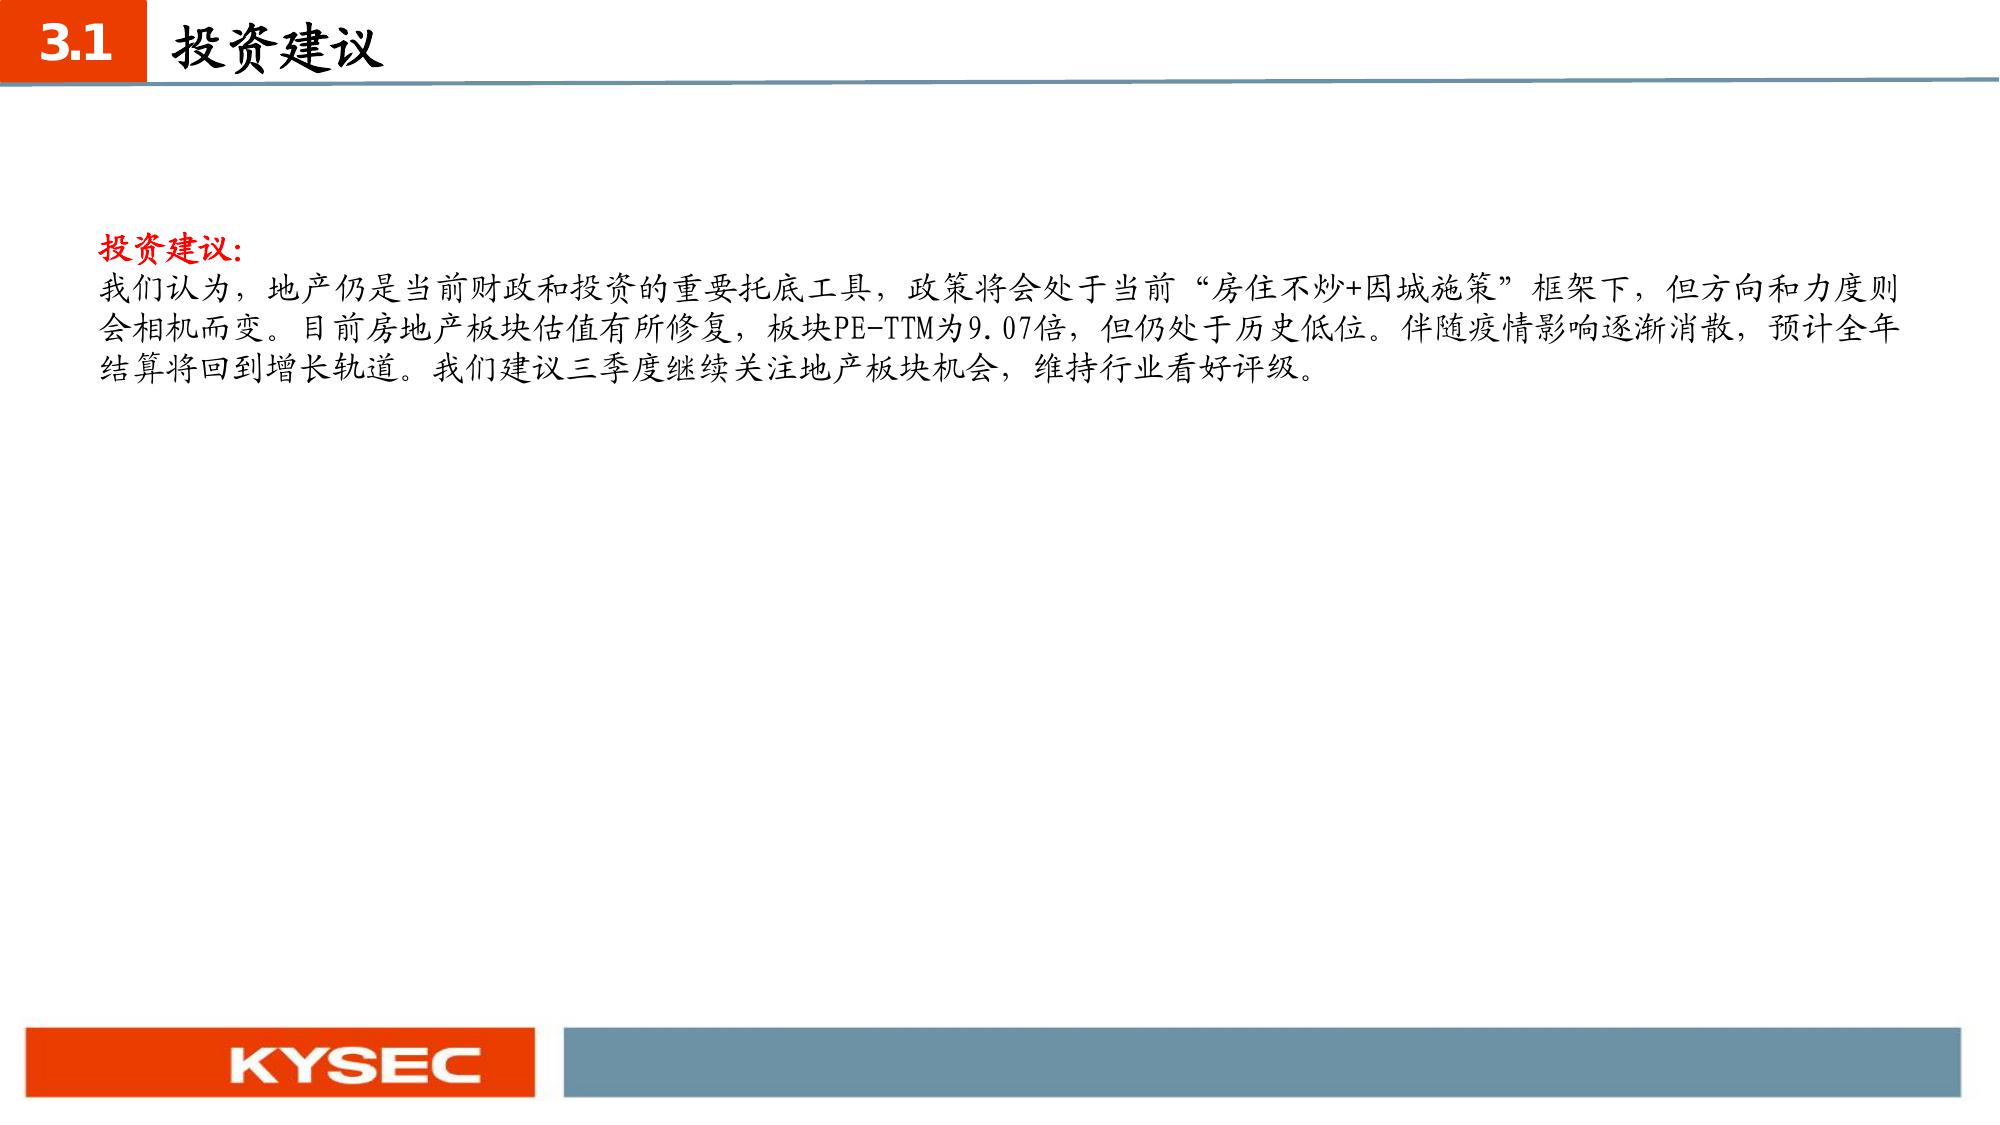 3.1 投资建议
投资建议:
我们认为，地产仍是当前财政和投资的重要托底工具，政策将会处于当前“房住不炒+因城施策”框架下，但方向和力度则
会相机而变。目前房地产板块估值有所修复，板块PE-TTM为9.07倍，但仍处于历史低位。伴随疫情影响逐渐消散，预计全年
结算将回到增长轨道。我们建议三季度继续关注地产板块机会，维持行业看好评级。
KYSEC